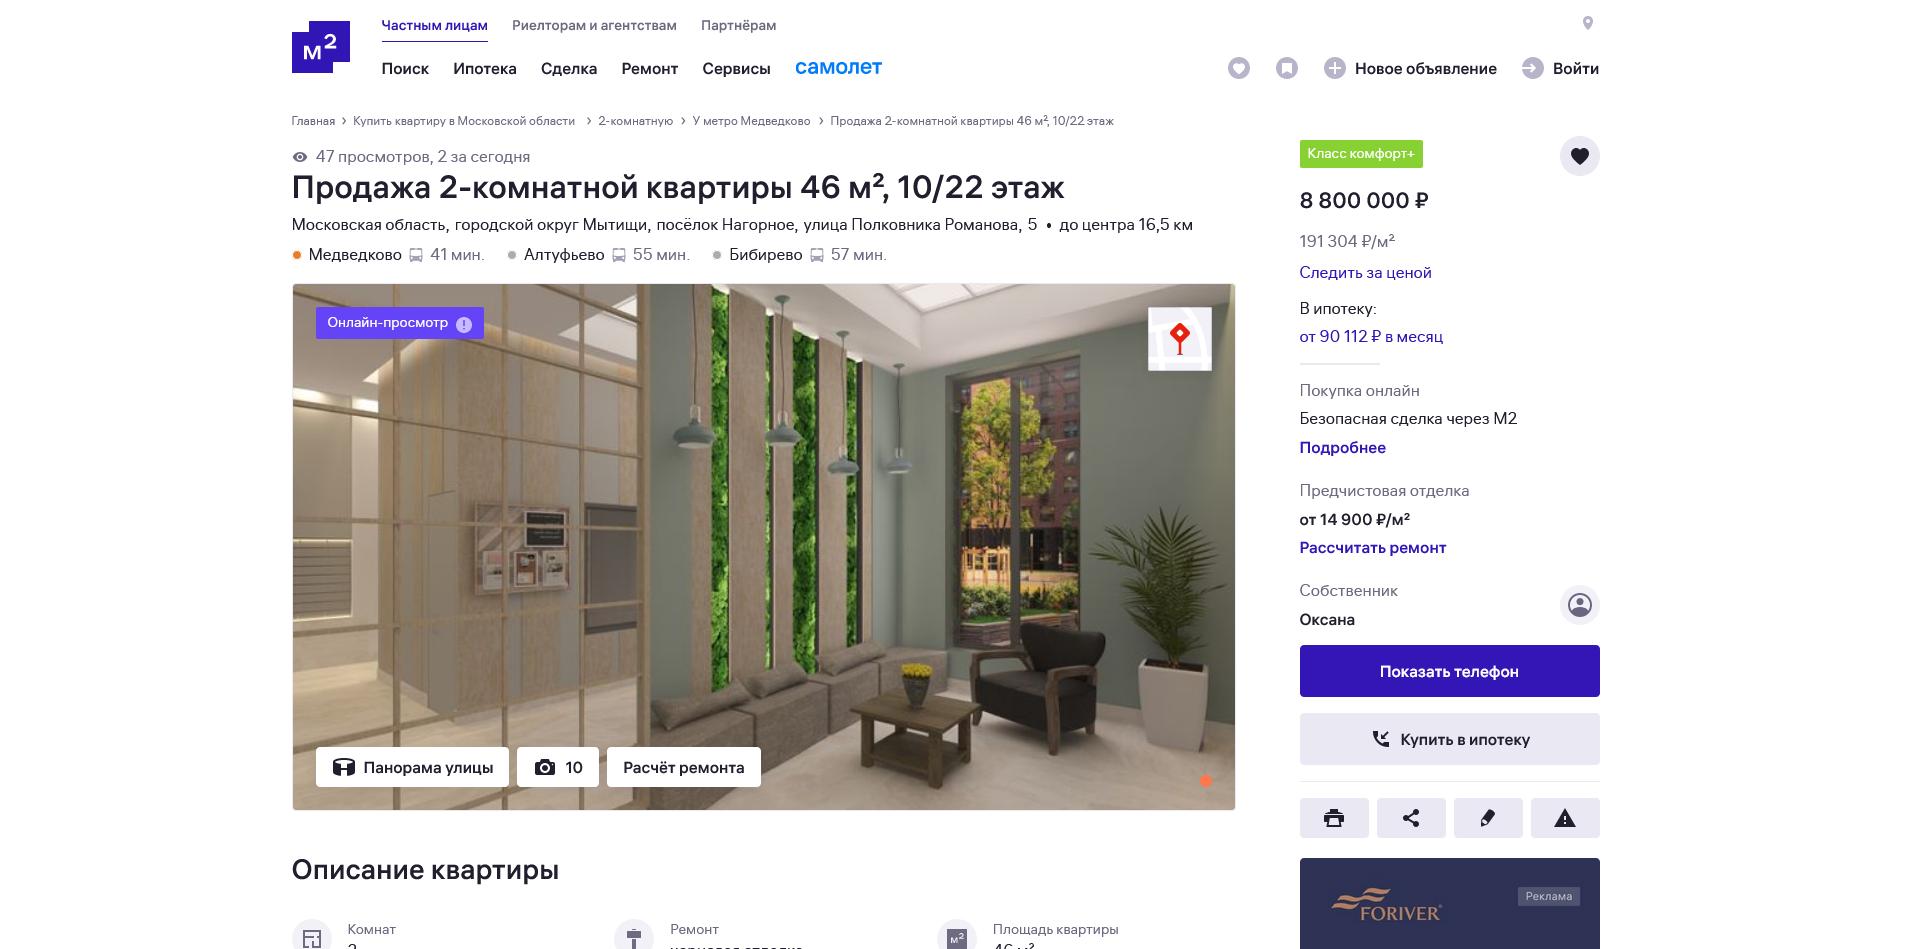 м²
Частным лицам
Риелторам и агентствам
Партнёрам
Поиск
Ипотека
Сделка
Ремонт
Сервисы
самолет
Новое объявление
Войти
Главная › Купить квартиру в Московской области › 2-комнатную › У метро Медведково › Продажа 2-комнатной квартиры 46 м², 10/22 этаж
47 просмотров, 2 за сегодня
Продажа 2-комнатной квартиры 46 м², 10/22 этаж
Московская область, городской округ Мытищи, посёлок Нагорное, улица Полковника Романова, 5 • до центра 16,5 км
Медведково 41 мин. Алтуфьево 55 мин. Бибирево 57 мин.
Онлайн-просмотр
Панорама улицы
10
Расчёт ремонта
Класс комфорт+
8 800 000 ₽
191 304 ₽/м²
Следить за ценой
В ипотеку:
от 90 112 ₽ в месяц
Покупка онлайн
Безопасная сделка через М2
Подробнее
Предчистовая отделка
от 14 900 ₽/м²
Рассчитать ремонт
Собственник
Оксана
Показать телефон
Купить в ипотеку
FORIVER
Реклама
Описание квартиры
Комнат
2
Ремонт
черновая отделка
м²
Площадь квартиры
46 м²